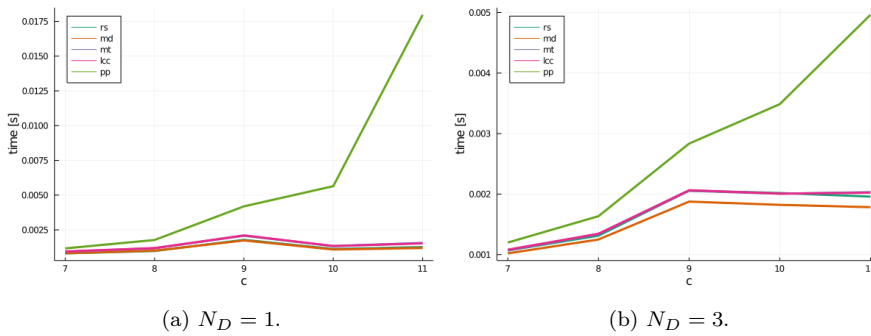 0.0175
0.0150
0.0125
0.0100
0.0075
0.0050
0.0025
time [s]
rs
md
mt
lcc
pp
7 8 9 10 11
c
(a) N_D = 1.
0.005
0.004
0.003
0.002
0.001
time [s]
rs
md
mt
lcc
pp
7 8 9 10 1
c
(b) N_D = 3.